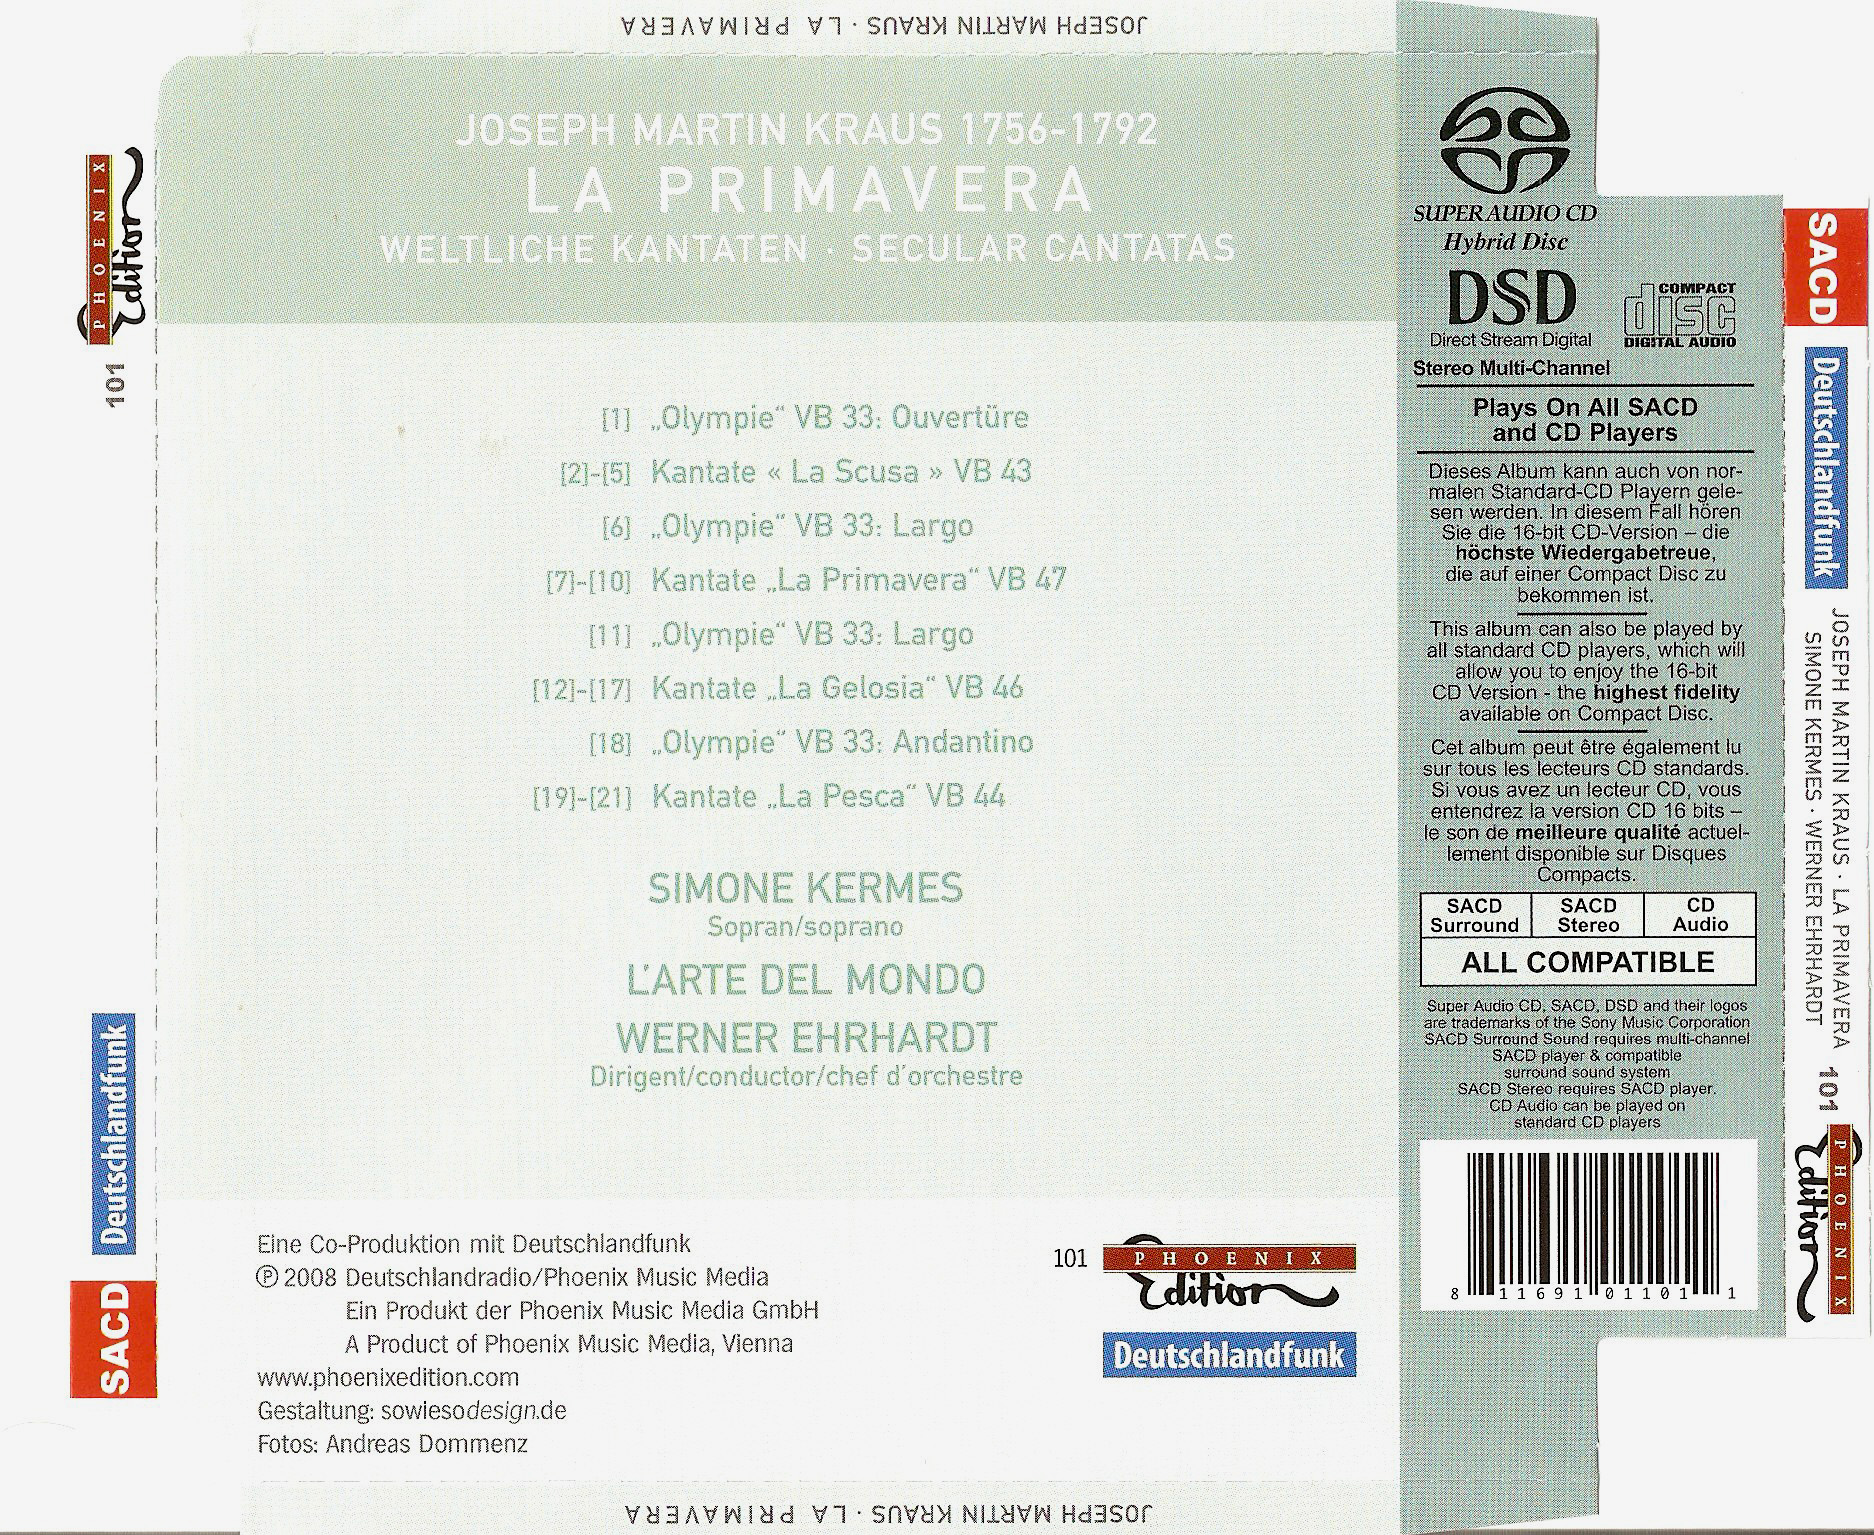 JOSEPH MARTIN KRAUS · LA PRIMAVERA
PHOENIX
Edition
101
Deutschlandfunk
SACD
JOSEPH MARTIN KRAUS 1756-1792
LA PRIMAVERA
WELTLICHE KANTATEN SECULAR CANTATAS
[1] „Olympie“ VB 33: Ouvertüre
[2]-[5] Kantate « La Scusa » VB 43
[6] „Olympie“ VB 33: Largo
[7]-[10] Kantate „La Primavera“ VB 47
[11] „Olympie“ VB 33: Largo
[12]-[17] Kantate „La Gelosia“ VB 46
[18] „Olympie“ VB 33: Andantino
[19]-[21] Kantate „La Pesca“ VB 44
SIMONE KERMES
Sopran/soprano
L'ARTE DEL MONDO
WERNER EHRHARDT
Dirigent/conductor/chef d'orchestre
Eine Co-Produktion mit Deutschlandfunk
℗ 2008 Deutschlandradio/Phoenix Music Media
Ein Produkt der Phoenix Music Media GmbH
A Product of Phoenix Music Media, Vienna
www.phoenixedition.com
Gestaltung: sowiesodesign.de
Fotos: Andreas Dommenz
101
PHOENIX
Edition
Deutschlandfunk
JOSEPH MARTIN KRAUS · LA PRIMAVERA
SUPER AUDIO CD
Hybrid Disc
DSD
Direct Stream Digital
COMPACT
disc
DIGITAL AUDIO
Stereo Multi-Channel
Plays On All SACD
and CD Players
Dieses Album kann auch von nor-
malen Standard-CD Playern gele-
sen werden. In diesem Fall hören
Sie die 16-bit CD-Version – die
höchste Wiedergabetreue,
die auf einer Compact Disc zu
bekommen ist.
This album can also be played by
all standard CD players, which will
allow you to enjoy the 16-bit
CD Version - the highest fidelity
available on Compact Disc.
Cet album peut être également lu
sur tous les lecteurs CD standards.
Si vous avez un lecteur CD, vous
entendrez la version CD 16 bits –
le son de meilleure qualité actuel-
lement disponible sur Disques
Compacts.
SACD Surround
SACD Stereo
CD Audio
ALL COMPATIBLE
Super Audio CD, SACD, DSD and their logos
are trademarks of the Sony Music Corporation
SACD Surround Sound requires multi-channel
SACD player & compatible
surround sound system
SACD Stereo requires SACD player.
CD Audio can be played on
standard CD players
8 11691 01101 1
SACD
Deutschlandfunk
JOSEPH MARTIN KRAUS · LA PRIMAVERA
SIMONE KERMES · WERNER EHRHARDT
101
PHOENIX
Edition